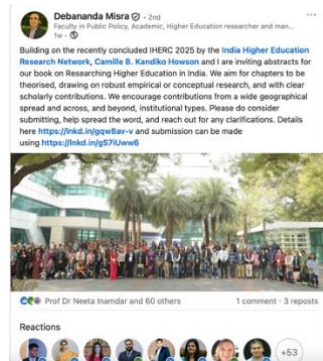 Debananda Misra • 2nd
Faculty in Public Policy, Academic, Higher Education researcher and man...
1w •
Building on the recently concluded IHERC 2025 by the India Higher Education
Research Network, Camille B. Kandiko Howson and I are inviting abstracts for
our book on Researching Higher Education in India. We aim for chapters to be
theorised, drawing on robust empirical or conceptual research, and with clear
scholarly contributions. We encourage contributions from a wide geographical
spread and across, and beyond, institutional types. Please do consider
submitting, help spread the word, and reach out for any clarifications. Details
here https://lnkd.in/gqw8av-v and submission can be made
using https://lnkd.in/gS7iUww6
Prof Dr Neeta Inamdar and 60 others 1 comment • 3 reposts
Reactions
+53